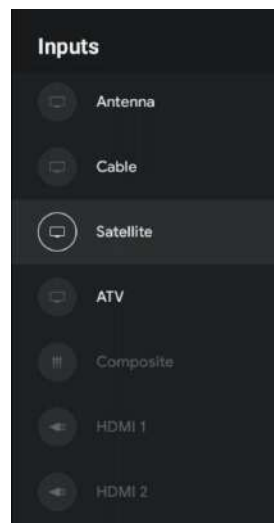 Inputs
Antenna
Cable
Satellite
ATV
Composite
HDMI 1
HDMI 2